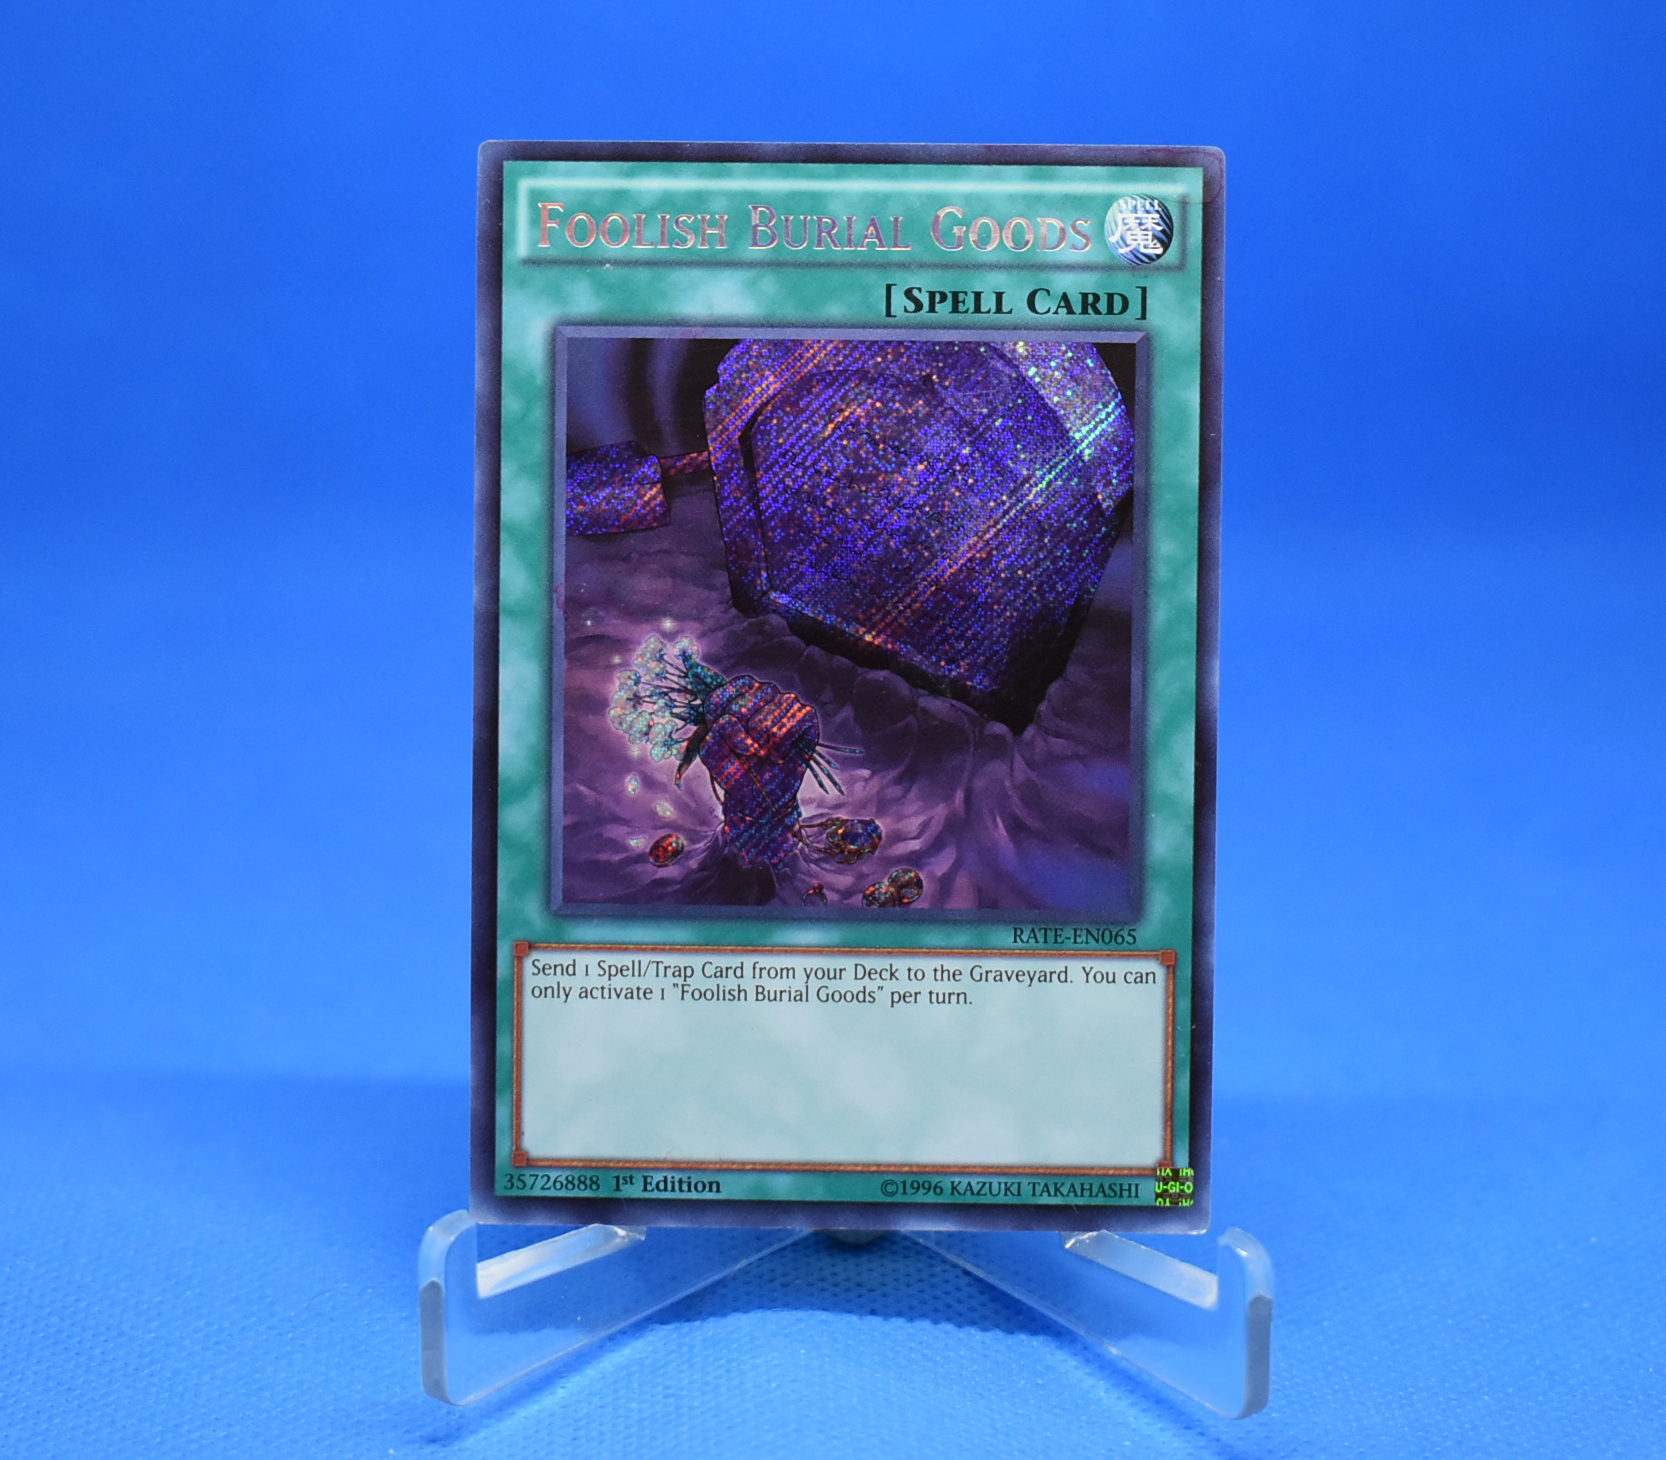 FOOLISH BURIAL GOODS
SPELL
魔
[SPELL CARD]
RATE-EN065
Send 1 Spell/Trap Card from your Deck to the Graveyard. You can
only activate 1 "Foolish Burial Goods" per turn.
35726888 1st Edition ©1996 KAZUKI TAKAHASHI
U-GI-O